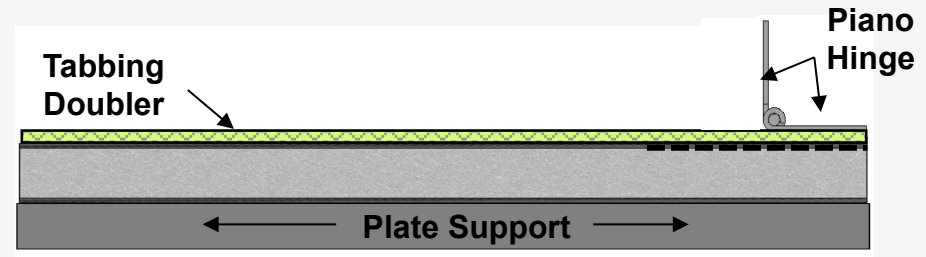 Piano
Hinge
Tabbing
Doubler
Plate Support